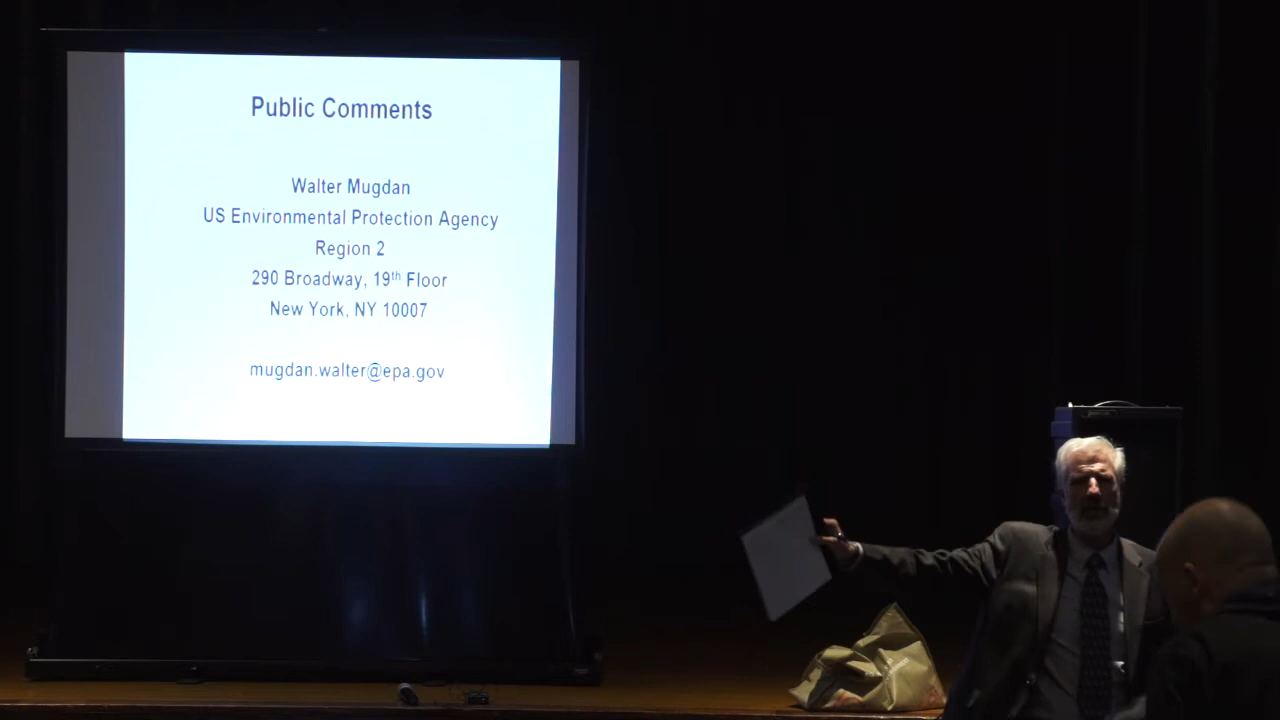 Public Comments
Walter Mugdan
US Environmental Protection Agency
Region 2
290 Broadway, 19th Floor
New York, NY 10007
mugdan.walter@epa.gov